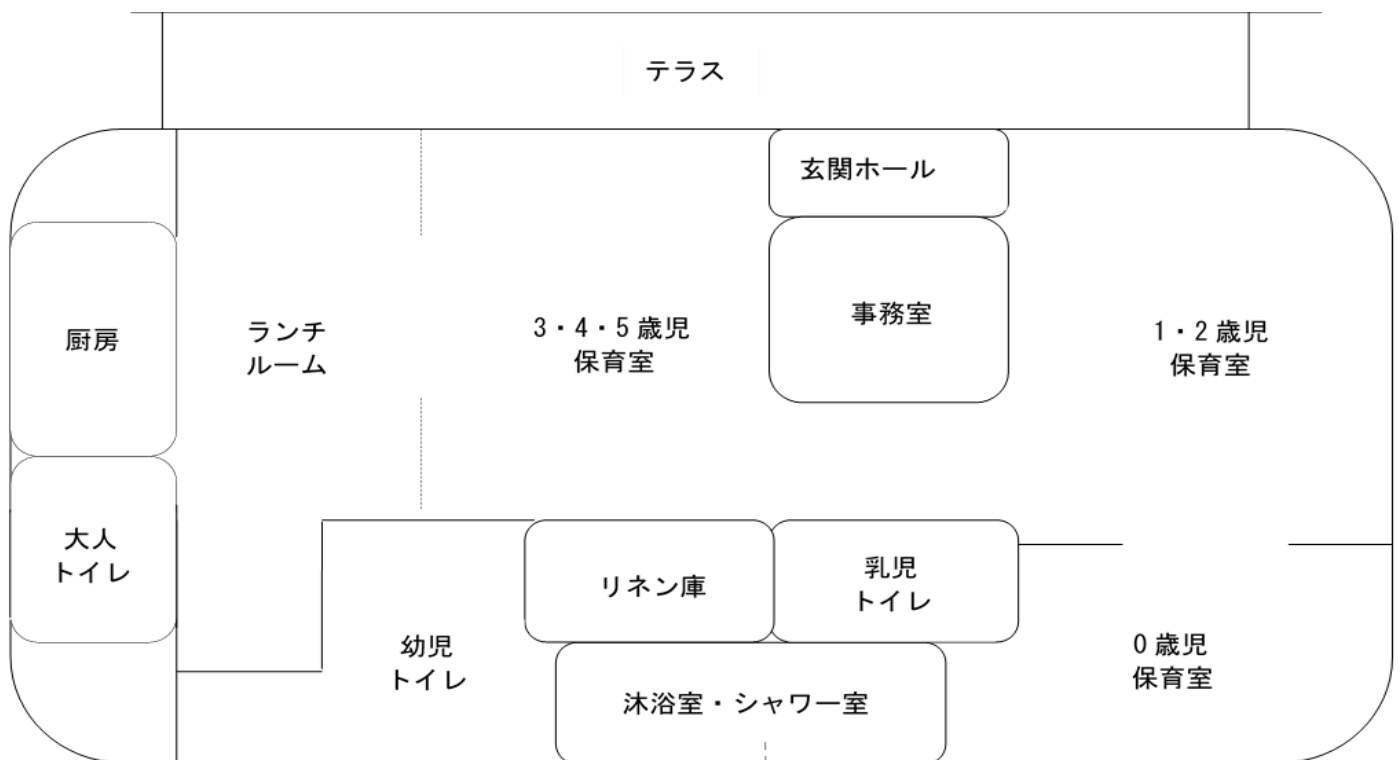 テラス
玄関ホール
厨房
ランチ
ルーム
3・4・5歳児
保育室
事務室
1・2歳児
保育室
大人
トイレ
リネン庫
乳児
トイレ
幼児
トイレ
0歳児
保育室
沐浴室・シャワー室